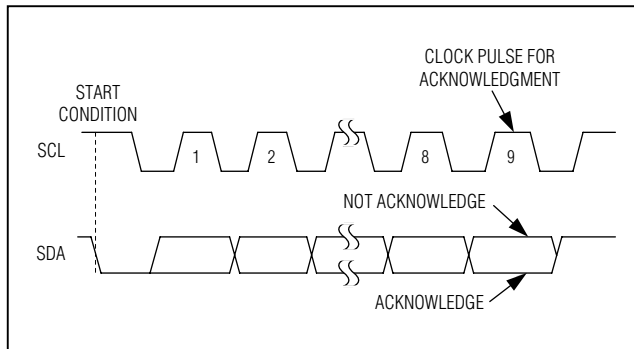 CLOCK PULSE FOR
ACKNOWLEDGMENT
START
CONDITION
SCL
1
2
8
9
NOT ACKNOWLEDGE
SDA
ACKNOWLEDGE